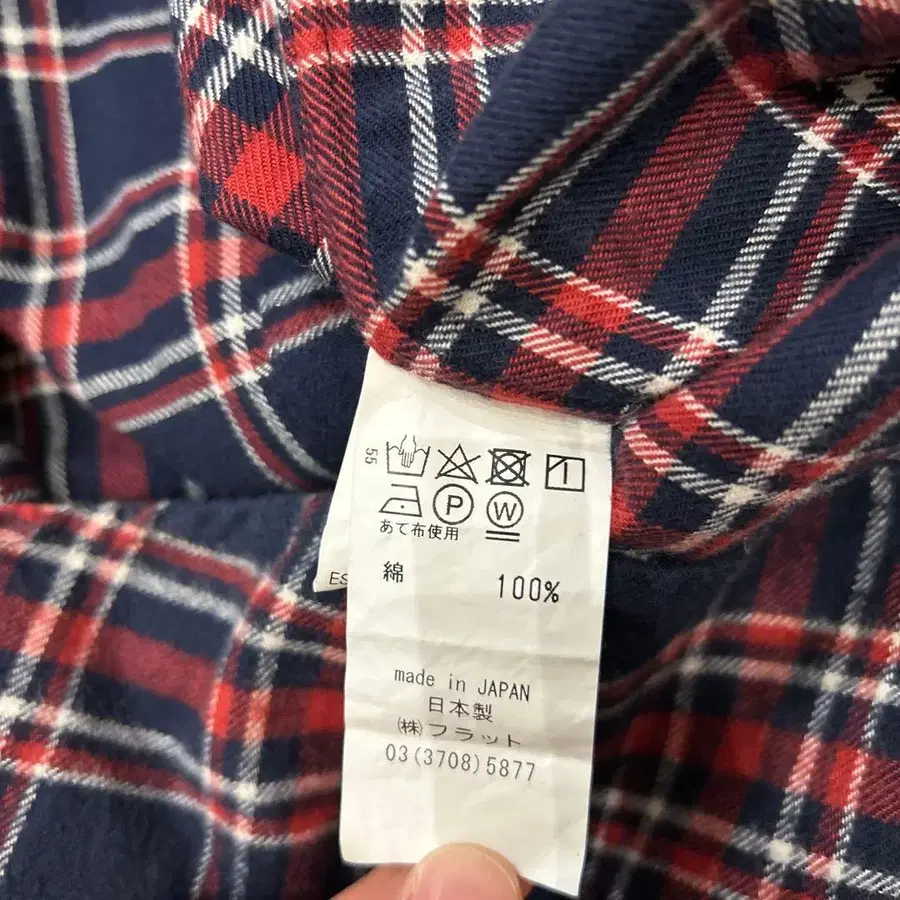 55
P W
あて布使用
ES
綿 100%
made in JAPAN
日本製
(株)フラット
03(3708)5877